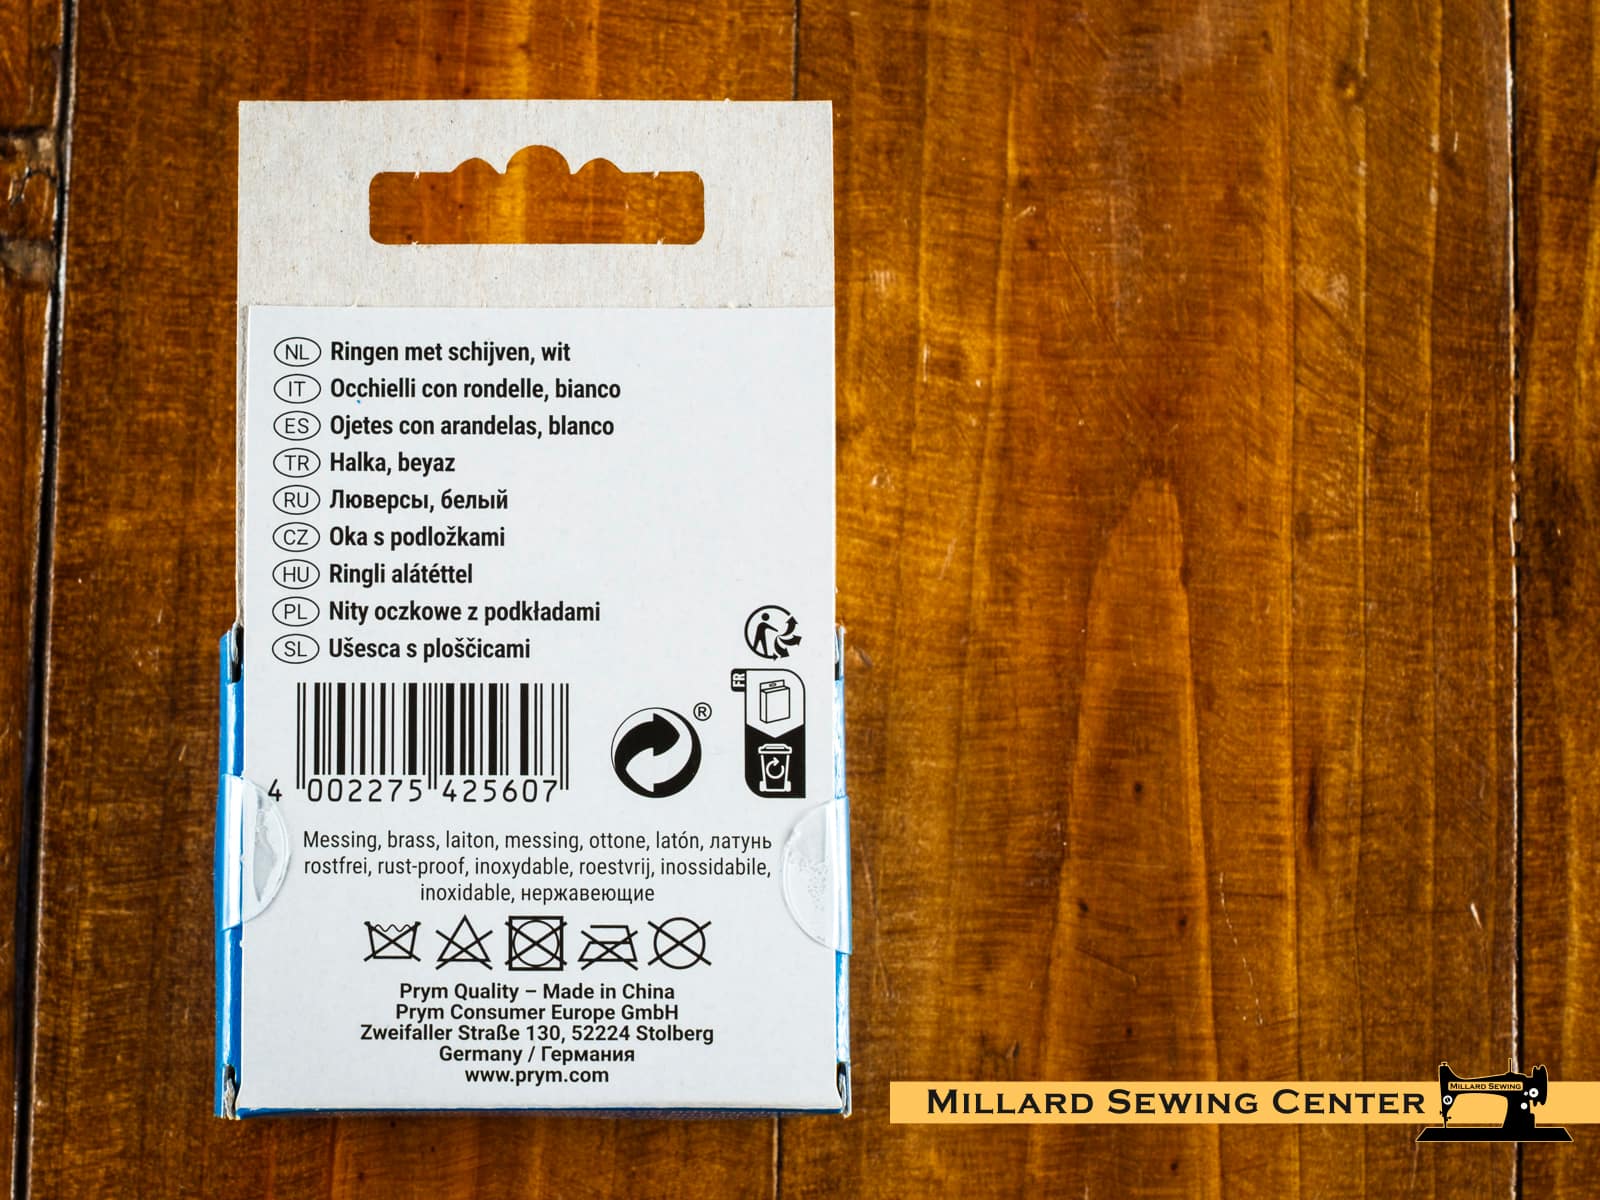 NL Ringen met schijven, wit
IT Occhielli con rondelle, bianco
ES Ojetes con arandelas, blanco
TR Halka, beyaz
RU Люверсы, белый
CZ Oka s podložkami
HU Ringli alátéttel
PL Nity oczkowe z podkładami
SL Ušesca s ploščicami
FR
®
4 002275 425607
Messing, brass, laiton, messing, ottone, latón, латунь
rostfrei, rust-proof, inoxydable, roestvrij, inossidabile,
inoxidable, нержавеющие
Prym Quality – Made in China
Prym Consumer Europe GmbH
Zweifaller Straße 130, 52224 Stolberg
Germany / Германия
www.prym.com
MILLARD SEWING CENTER
MILLARD SEWING